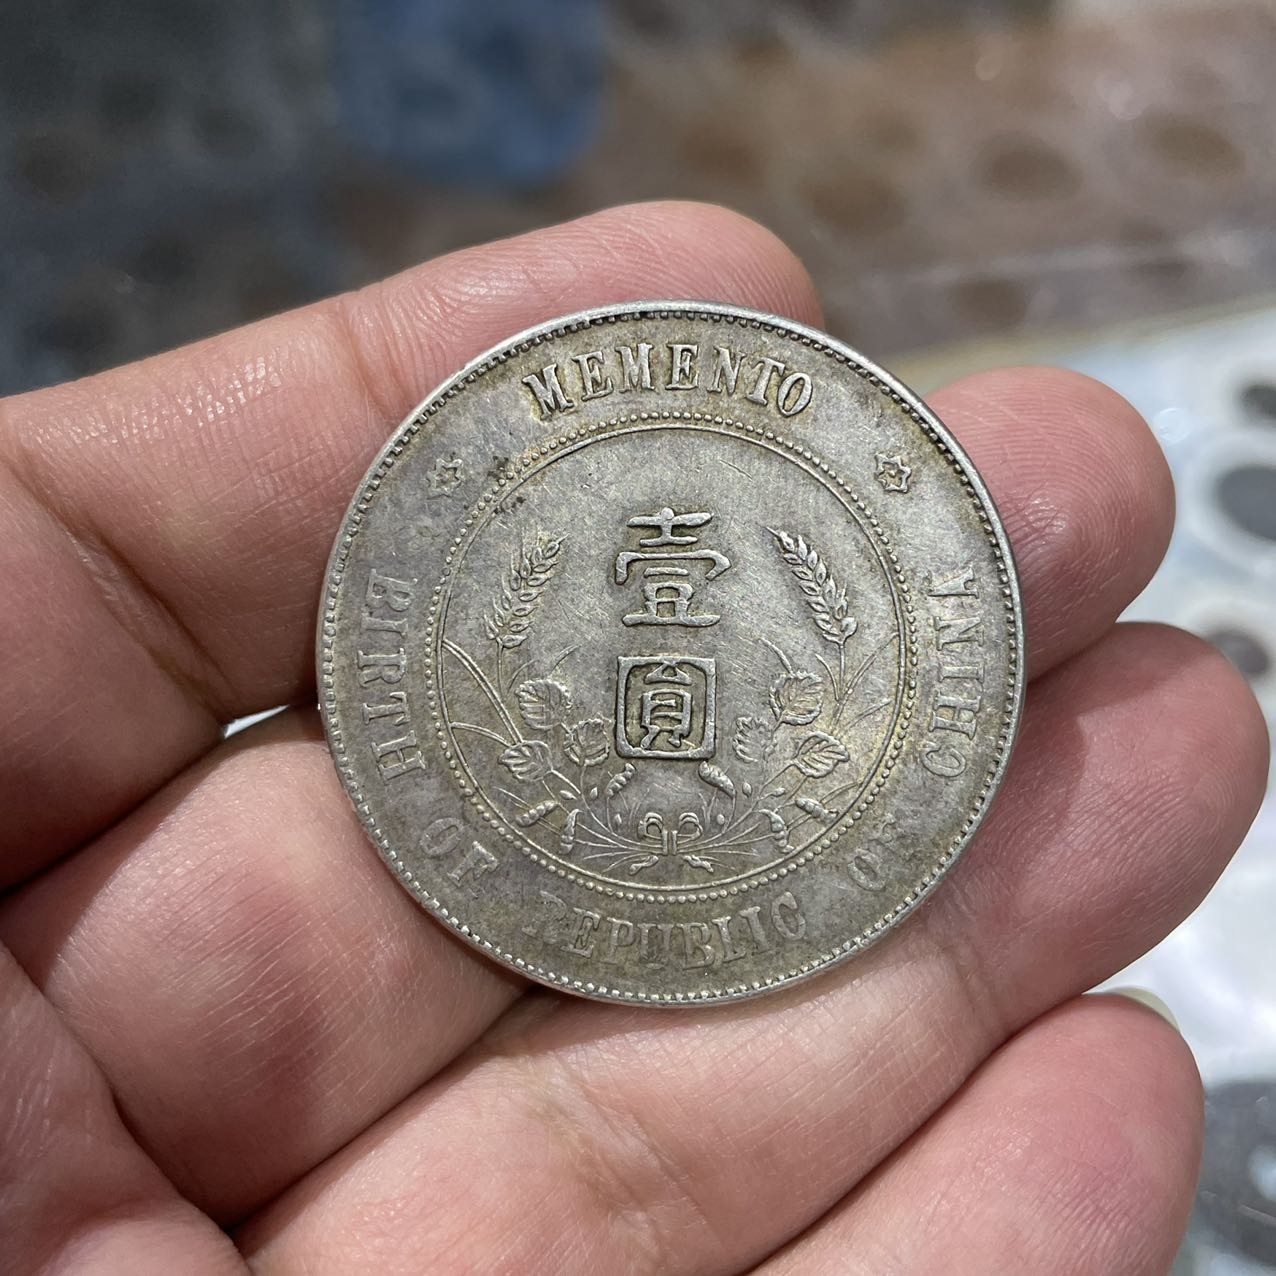 MEMENTO
BIRTH OF REPUBLIC OF CHINA
壹
圓